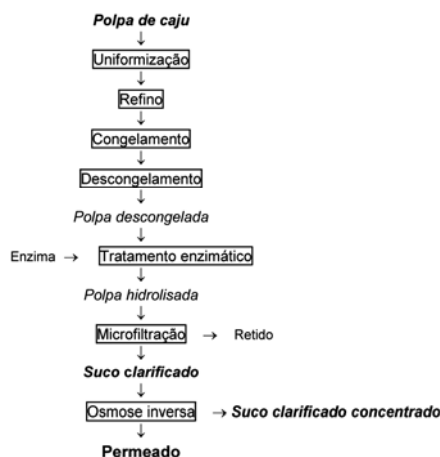 Polpa de caju
↓
Uniformização
↓
Refino
↓
Congelamento
↓
Descongelamento
↓
Polpa descongelada
↓
Enzima → Tratamento enzimático
↓
Polpa hidrolisada
↓
Microfiltração → Retido
↓
Suco clarificado
↓
Osmose inversa → Suco clarificado concentrado
↓
Permeado